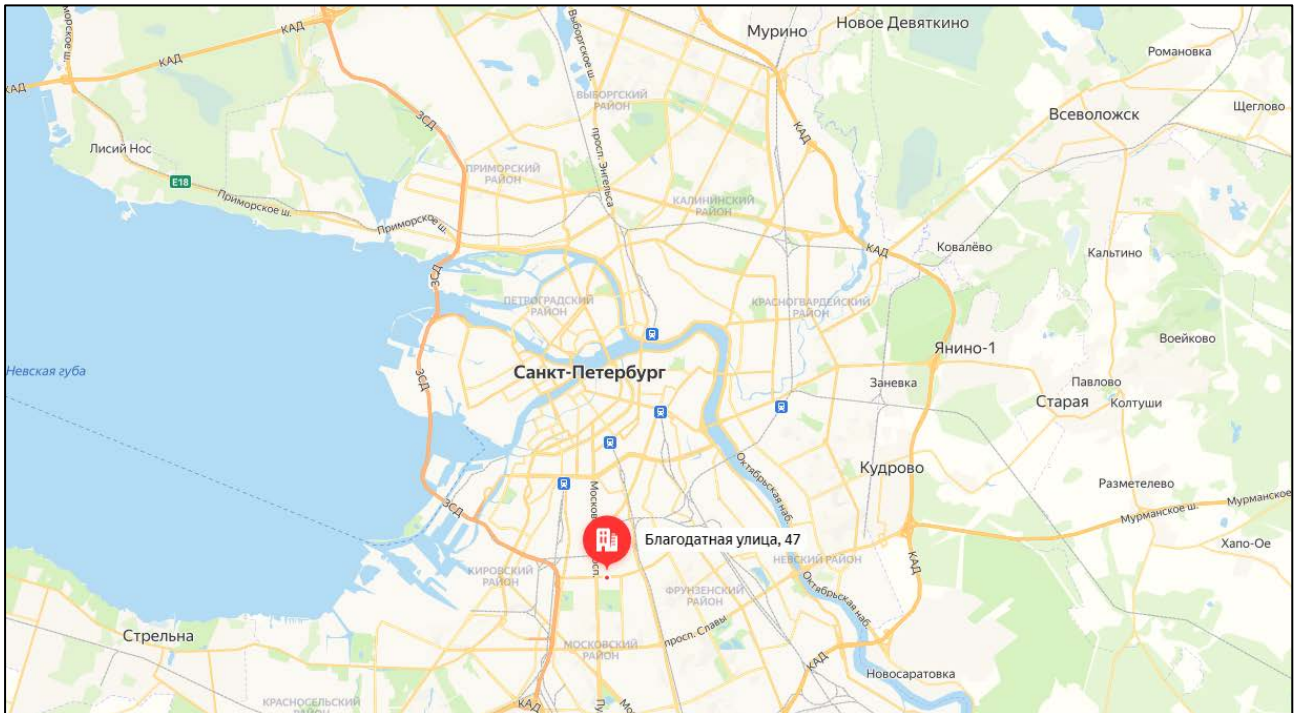 Мурино
Новое Девяткино
КАД
КАД
КАД
Выборгское ш.
Романовка
ВЫБОРГСКИЙ
РАЙОН
Щеглово
Всеволожск
ЗСД
КАД
просп. Энгельса
Лисий Нос
ПРИМОРСКИЙ
РАЙОН
E18
Приморское ш.
КАЛИНИНСКИЙ
РАЙОН
Приморское ш.
КАД
Ковалёво
Кальтино
ЗСД
ПЕТРОГРАДСКИЙ
РАЙОН
КРАСНОГВАРДЕЙСКИЙ
РАЙОН
Воейково
Янино-1
Невская губа
Санкт-Петербург
ЗСД
Заневка
Павлово
Старая
Колтуши
Октябрьская наб.
Кудрово
Разметелево
ЗСД
Мурманское ш.
Мурманское
Хапо-Ое
Благодатная улица, 47
НЕВСКИЙ
РАЙОН
КАД
КИРОВСКИЙ
РАЙОН
ФРУНЗЕНСКИЙ
РАЙОН
Октябрьская наб.
просп. Славы
Стрельна
МОСКОВСКИЙ
РАЙОН
КАД
Новосаратовка
КРАСНОСЕЛЬСКИЙ
КАД